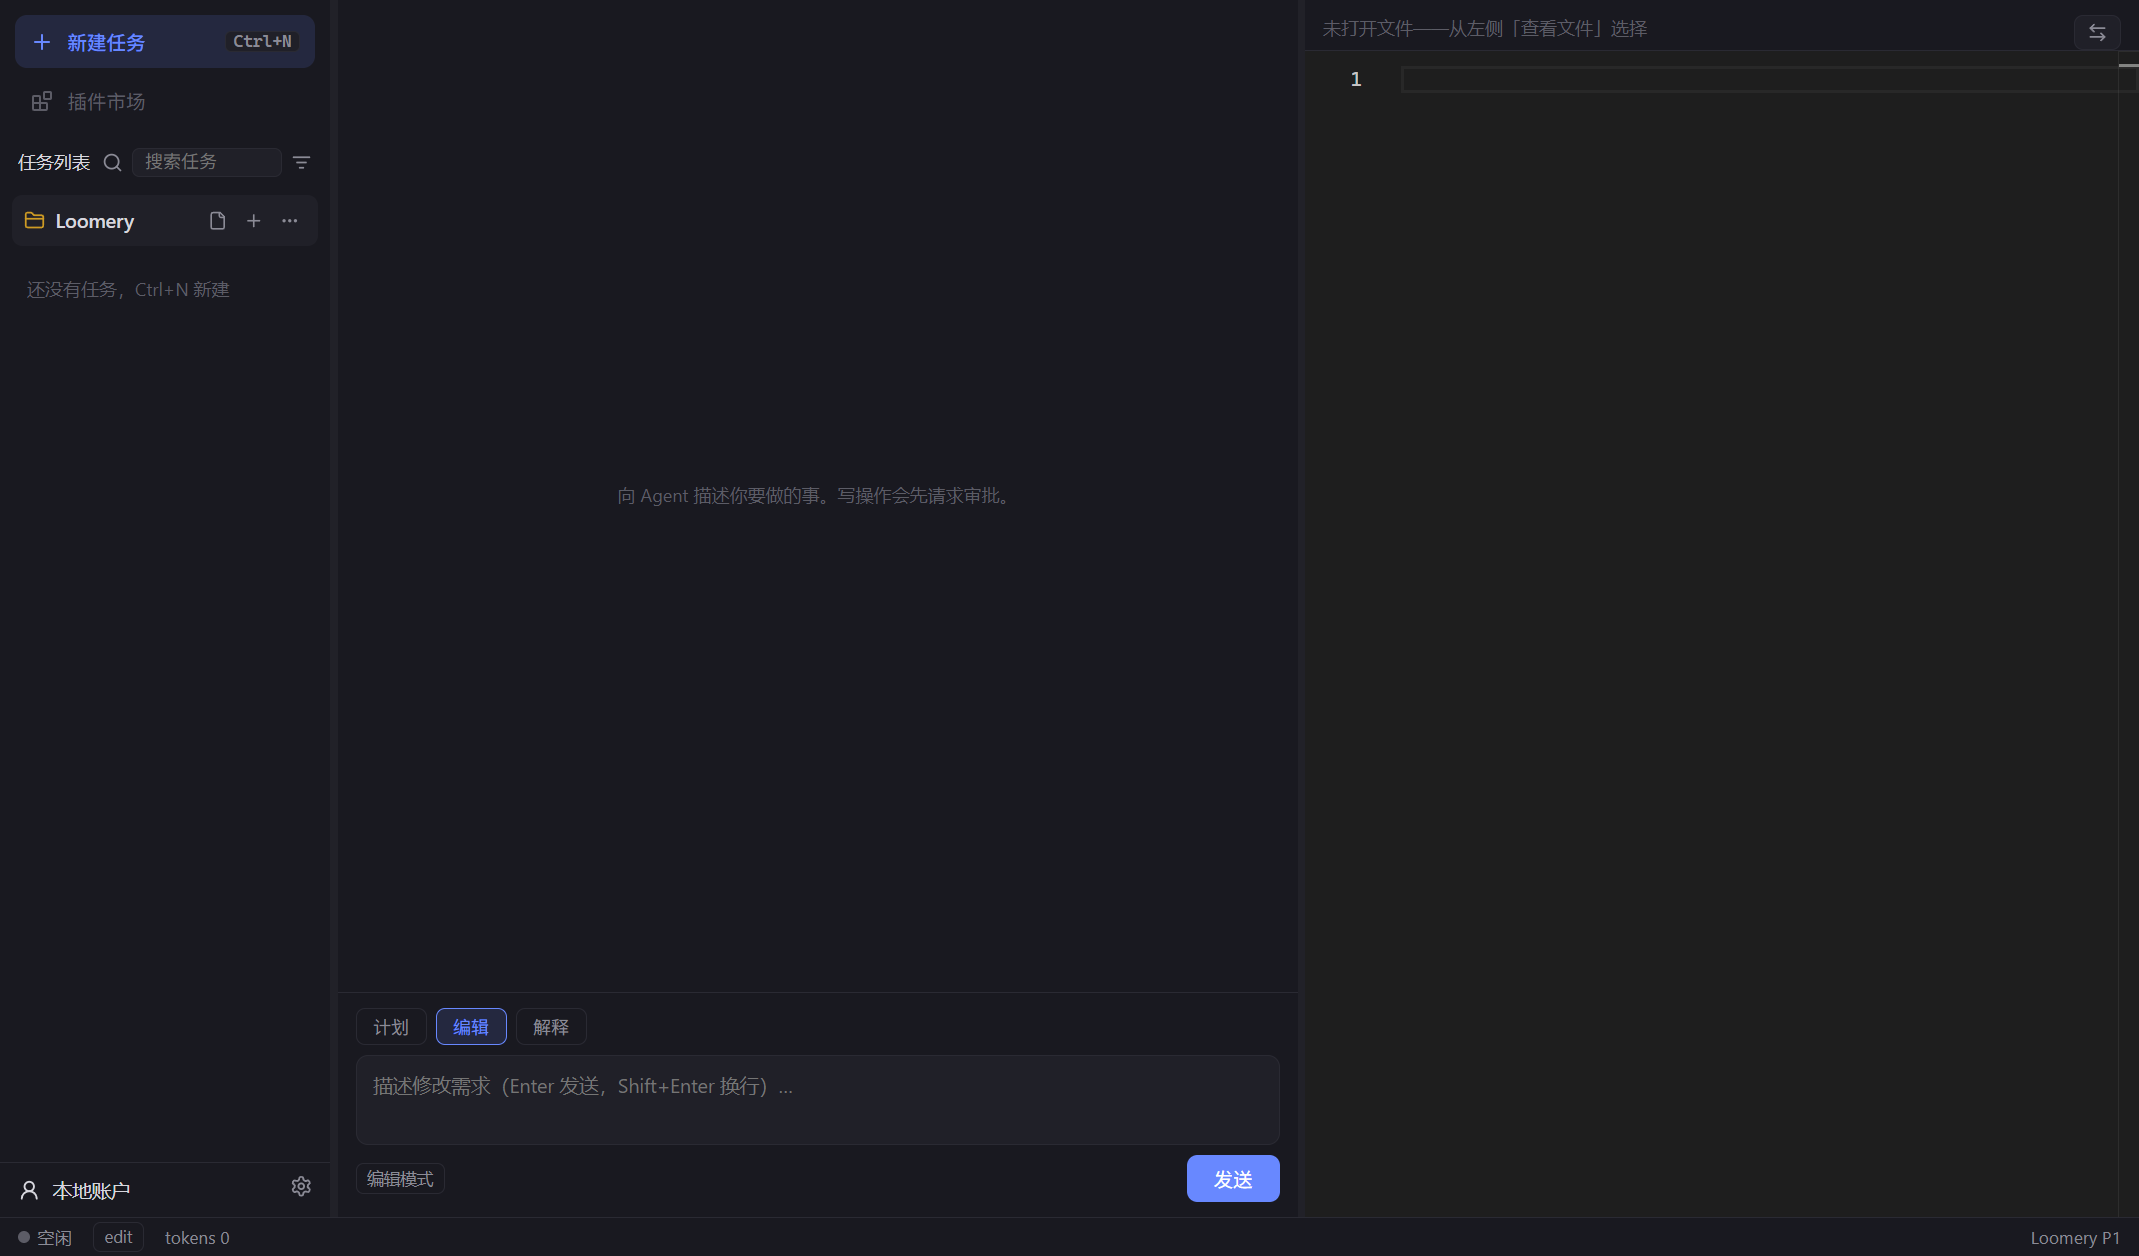 新建任务 Ctrl+N
插件市场
任务列表 搜索任务
Loomery
还没有任务，Ctrl+N 新建
本地账户
向 Agent 描述你要做的事。写操作会先请求审批。
计划 编辑 解释
描述修改需求（Enter 发送，Shift+Enter 换行）...
编辑模式 发送
未打开文件——从左侧「查看文件」选择
1
空闲 edit tokens 0 Loomery P1